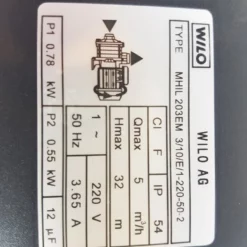 WILO
WILO AG
TYPE MHIL 203EM 3/10/E/1-220-50-2
Cl F IP 54
Qmax 5 m³/h
Hmax 32 m
1 ~ 220 V
50 Hz 3.65 A
P1 0.78 kW P2 0.55 kW 12 µF